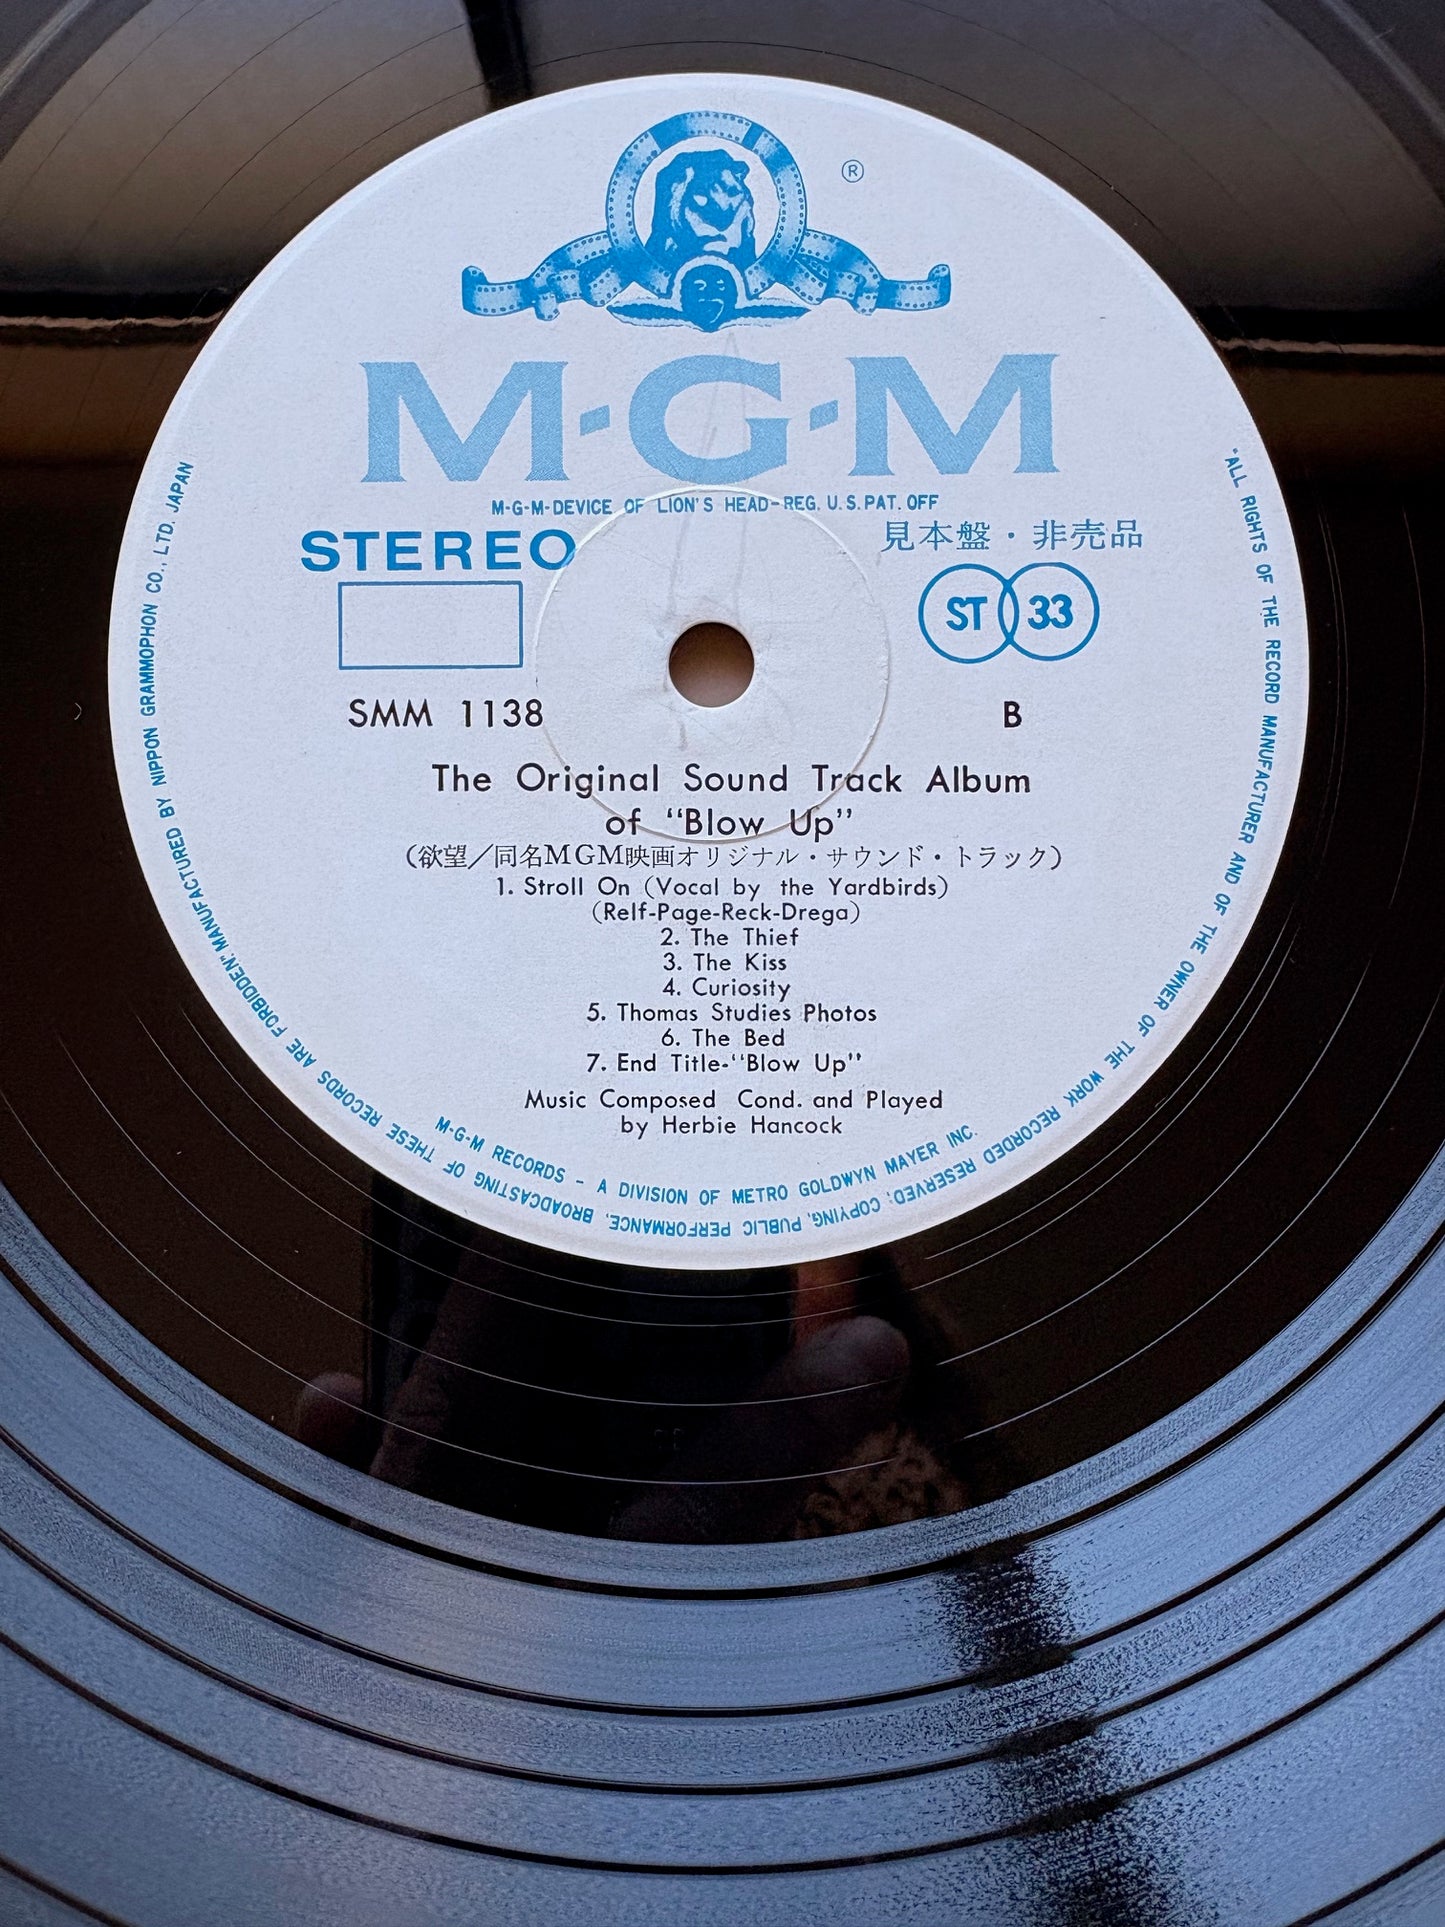 ®
M-G-M
M-G-M-DEVICE OF LION'S HEAD-REG. U.S. PAT. OFF
STEREO
見本盤・非売品
ST 33
SMM 1138
B
The Original Sound Track Album
of "Blow Up"
(欲望／同名MGM映画オリジナル・サウンド・トラック)
1. Stroll On (Vocal by the Yardbirds)
(Relf-Page-Reck-Drega)
2. The Thief
3. The Kiss
4. Curiosity
5. Thomas Studies Photos
6. The Bed
7. End Title-"Blow Up"
Music Composed Cond. and Played
by Herbie Hancock
M-G-M RECORDS - A DIVISION OF METRO GOLDWYN MAYER INC.
"ALL RIGHTS OF THE RECORD MANUFACTURER AND OF THE OWNER OF THE WORK RECORDED RESERVED; COPYING, PUBLIC PERFORMANCE, BROADCASTING OF THESE RECORDS ARE FORBIDDEN", MANUFACTURED BY NIPPON GRAMMOPHON CO., LTD. JAPAN